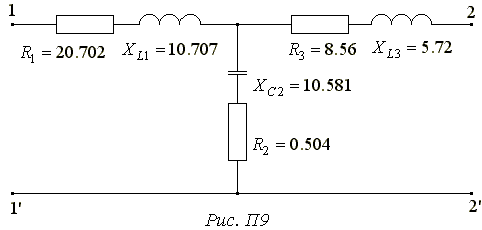 1
2
R1 = 20.702
XL1=10.707
R3 = 8.56
XL3= 5.72
XC2 = 10.581
R2 = 0.504
1'
2'
Рис. П9